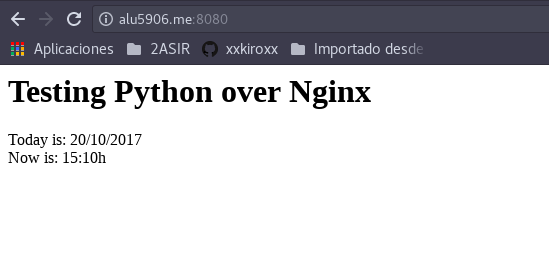 alu5906.me:8080
Aplicaciones 2ASIR xxkiroxx Importado desde
Testing Python over Nginx
Today is: 20/10/2017
Now is: 15:10h